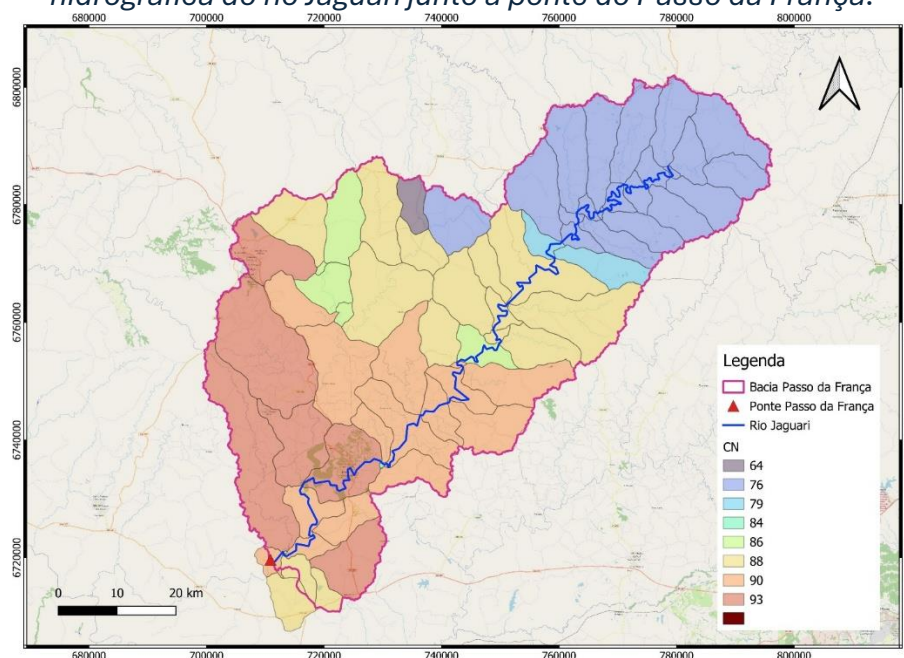 hidrográfica do rio Jaguari junto a ponto do Passo da França.
680000 700000 720000 740000 760000 780000 800000
6800000
6780000
6760000
6740000
6720000
Legenda
Bacia Passo da França
Ponte Passo da França
Rio Jaguari
CN
64
76
79
84
86
88
90
93
0 10 20 km
680000 700000 720000 740000 760000 780000 800000